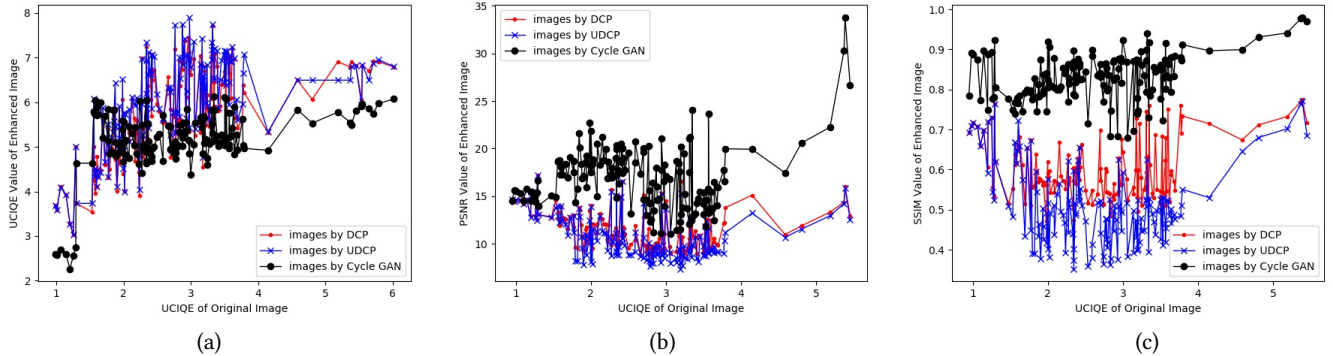 UCIQE Value of Enhanced Image
8
7
6
5
4
3
2
1 2 3 4 5 6
UCIQE of Original Image
images by DCP
images by UDCP
images by Cycle GAN
(a)
PSNR Value of Enhanced Image
35
30
25
20
15
10
1 2 3 4 5
UCIQE of Original Image
images by DCP
images by UDCP
images by Cycle GAN
(b)
SSIM Value of Enhanced Image
1.0
0.9
0.8
0.7
0.6
0.5
0.4
1 2 3 4 5
UCIQE of Original Image
images by DCP
images by UDCP
images by Cycle GAN
(c)